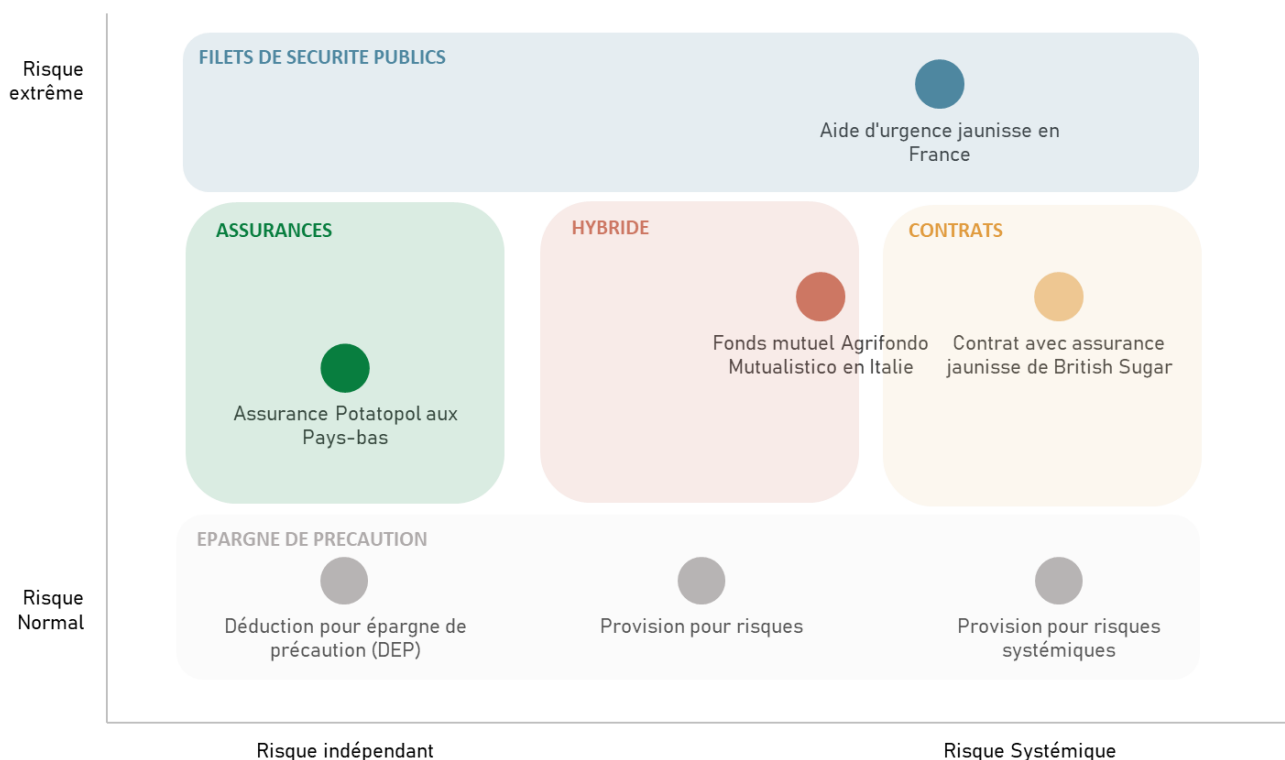 Risque
extrême
FILETS DE SECURITE PUBLICS
Aide d'urgence jaunisse en
France
ASSURANCES
Assurance Potatopol aux
Pays-bas
HYBRIDE
Fonds mutuel Agrifondo
Mutualistico en Italie
CONTRATS
Contrat avec assurance
jaunisse de British Sugar
Risque
Normal
EPARGNE DE PRECAUTION
Déduction pour épargne de
précaution (DEP)
Provision pour risques
Provision pour risques
systémiques
Risque indépendant
Risque Systémique